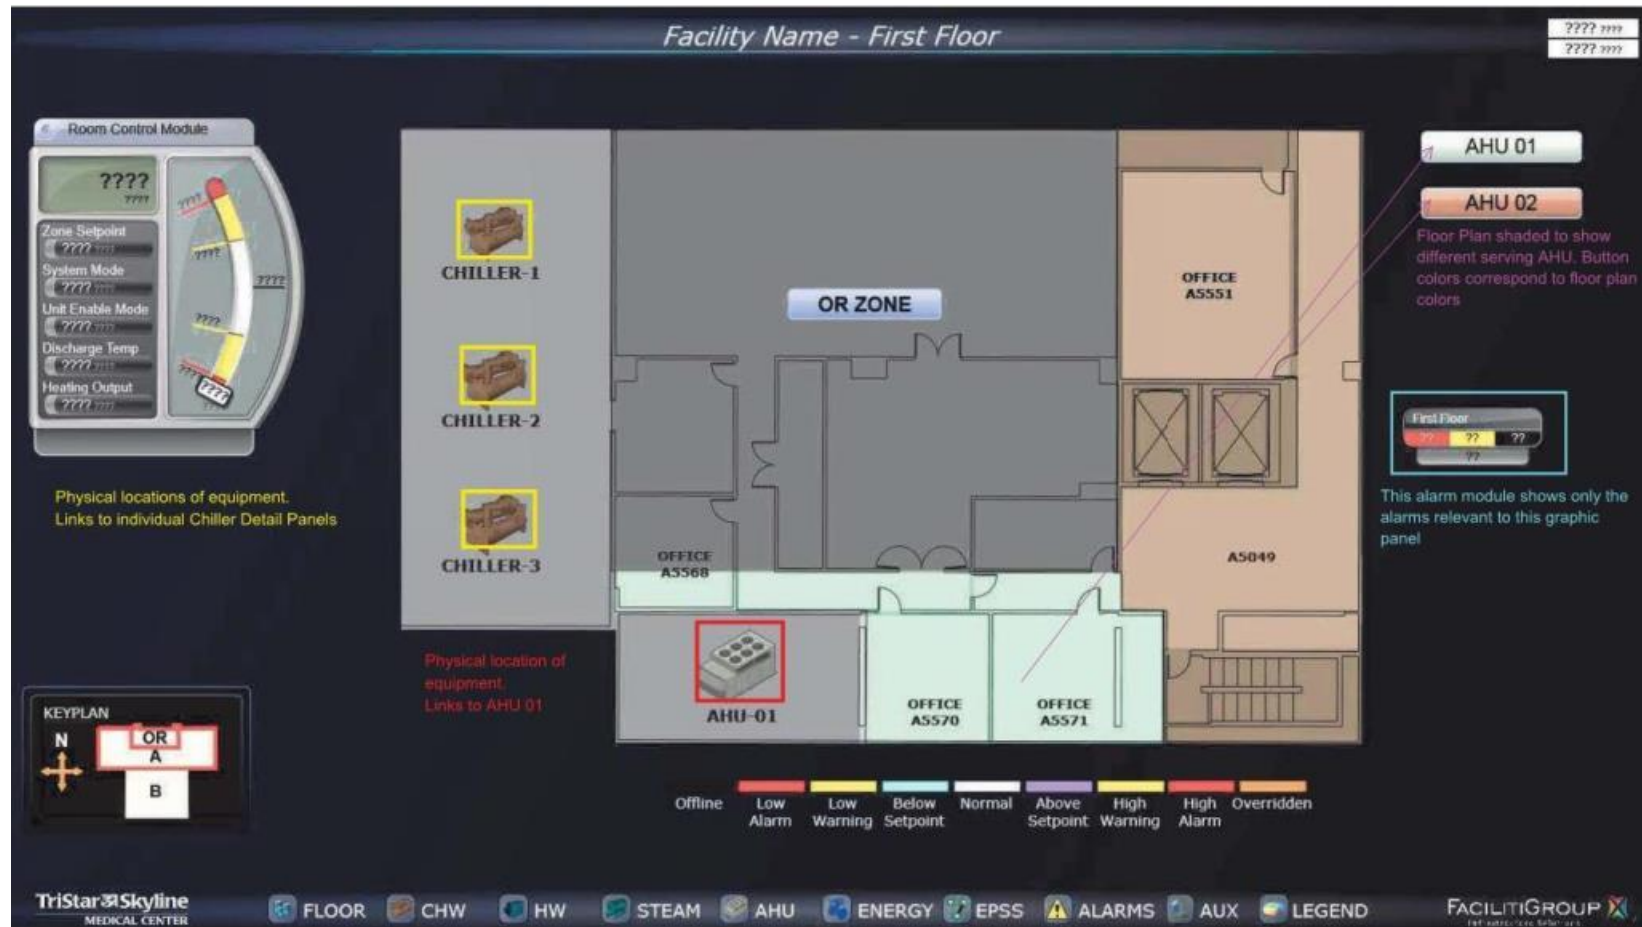 Facility Name - First Floor
???? ????
???? ????
Room Control Module
????
????
Zone Setpoint
???? ????
System Mode
???? ????
Unit Enable Mode
???? ????
Discharge Temp
???? ????
Heating Output
???? ????
????
????
????
????
????
????
Physical locations of equipment.
Links to individual Chiller Detail Panels
CHILLER-1
CHILLER-2
CHILLER-3
OR ZONE
OFFICE
A5551
OFFICE
A5568
A5049
OFFICE
A5570
OFFICE
A5571
AHU-01
Physical location of
equipment.
Links to AHU 01
AHU 01
AHU 02
Floor Plan shaded to show
different serving AHU. Button
colors correspond to floor plan
colors
First Floor
?? ?? ??
??
This alarm module shows only the
alarms relevant to this graphic
panel
KEYPLAN
N
OR
A
B
Offline
Low
Alarm
Low
Warning
Below
Setpoint
Normal
Above
Setpoint
High
Warning
High
Alarm
Overridden
TriStar Skyline
MEDICAL CENTER
FLOOR CHW HW STEAM AHU ENERGY EPSS ALARMS AUX LEGEND
FACILITIGROUP